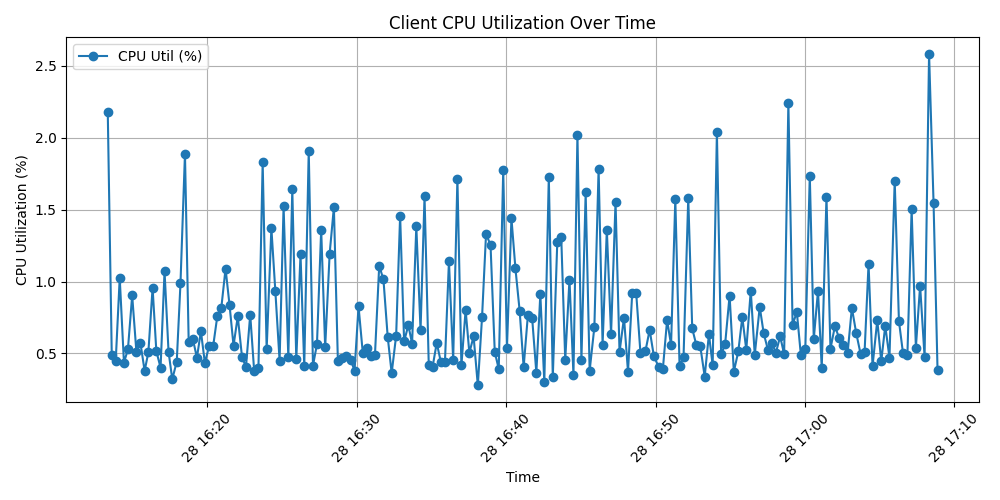 Client CPU Utilization Over Time
CPU Util (%)
CPU Utilization (%)
2.5
2.0
1.5
1.0
0.5
28 16:20
28 16:30
28 16:40
28 16:50
28 17:00
28 17:10
Time